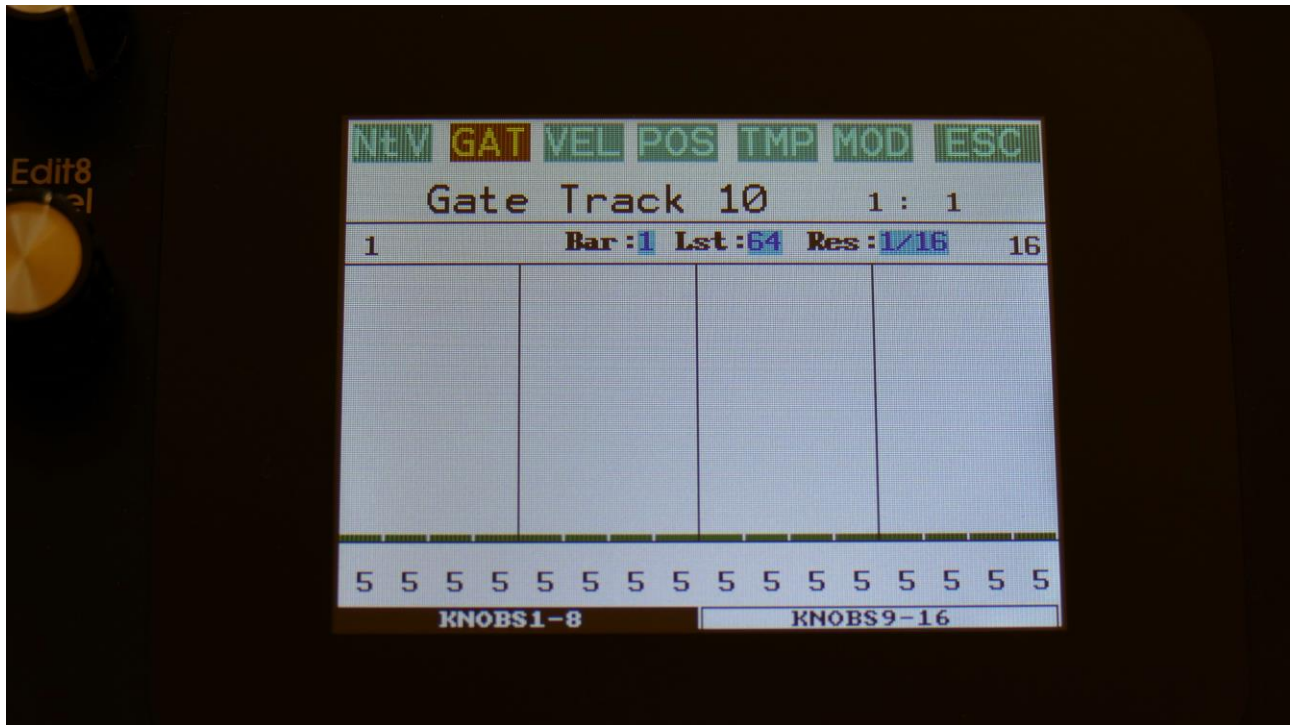 NtV GAT VEL POS TMP MOD ESC
Edit8
Gate Track 10 1: 1
1 Bar:1 Lst:64 Res:1/16 16
5 5 5 5 5 5 5 5 5 5 5 5 5 5 5 5
KNOBS1-8 KNOBS9-16